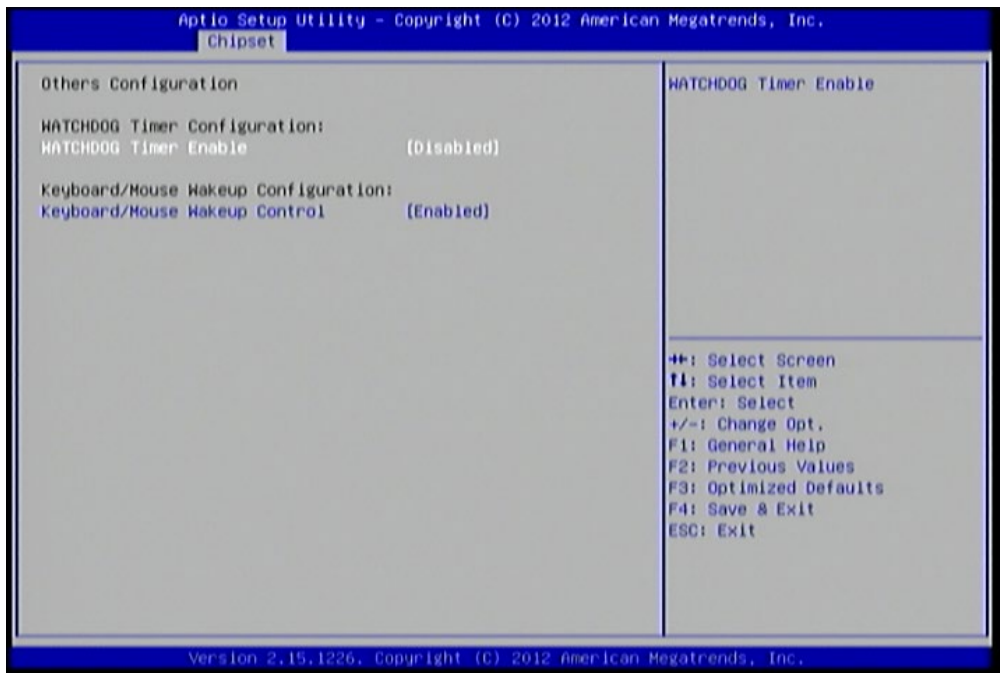 Aptio Setup Utility - Copyright (C) 2012 American Megatrends, Inc.
Chipset
Others Configuration
WATCHDOG Timer Configuration:
WATCHDOG Timer Enable [Disabled]
Keyboard/Mouse Wakeup Configuration:
Keyboard/Mouse Wakeup Control [Enabled]
WATCHDOG Timer Enable
→←: Select Screen
↑↓: Select Item
Enter: Select
+/-: Change Opt.
F1: General Help
F2: Previous Values
F3: Optimized Defaults
F4: Save & Exit
ESC: Exit
Version 2.15.1226. Copyright (C) 2012 American Megatrends, Inc.